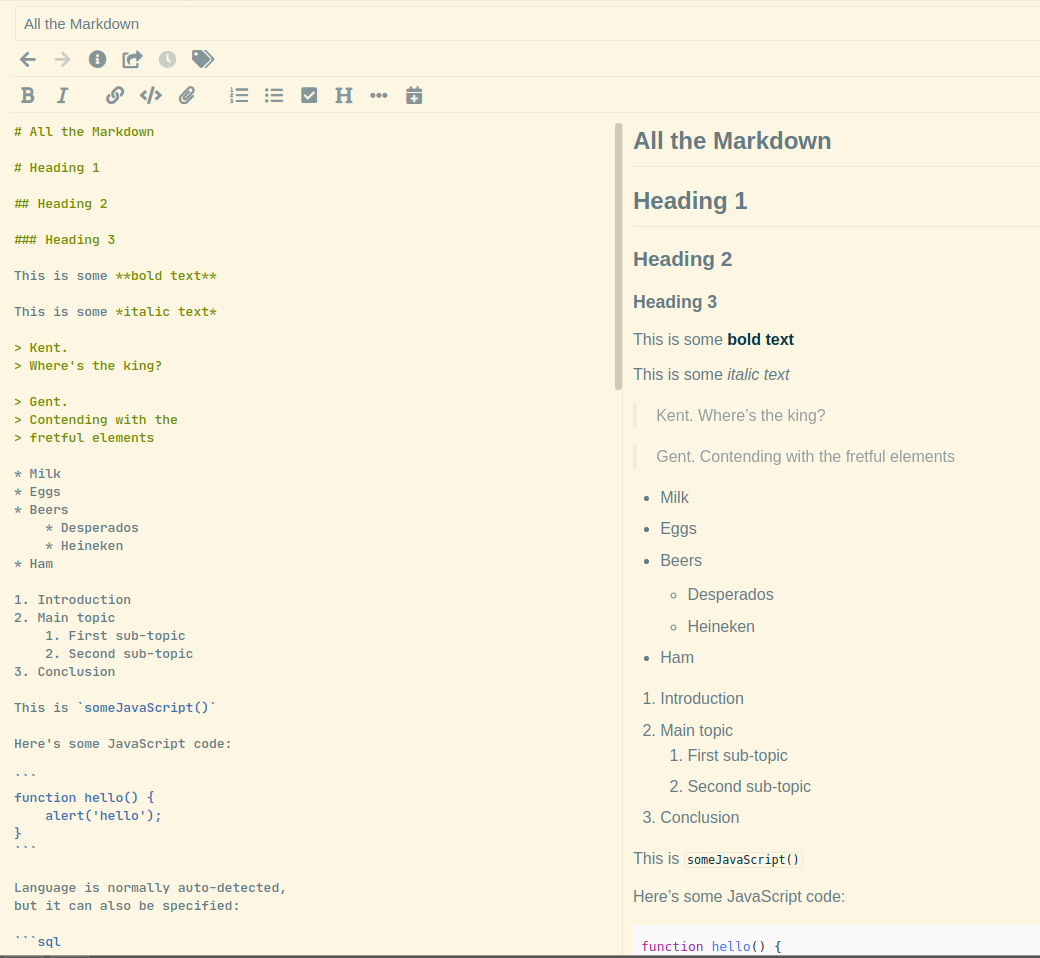 All the Markdown
B I H
# All the Markdown
# Heading 1
## Heading 2
### Heading 3
This is some **bold text**
This is some *italic text*
> Kent.
> Where's the king?
> Gent.
> Contending with the
> fretful elements
* Milk
* Eggs
* Beers
    * Desperados
    * Heineken
* Ham
1. Introduction
2. Main topic
    1. First sub-topic
    2. Second sub-topic
3. Conclusion
This is `someJavaScript()`
Here's some JavaScript code:
```
function hello() {
    alert('hello');
}
```
Language is normally auto-detected,
but it can also be specified:
```sql
All the Markdown
Heading 1
Heading 2
Heading 3
This is some bold text
This is some italic text
Kent. Where’s the king?
Gent. Contending with the fretful elements
• Milk
• Eggs
• Beers
◦ Desperados
◦ Heineken
• Ham
1. Introduction
2. Main topic
1. First sub-topic
2. Second sub-topic
3. Conclusion
This is someJavaScript()
Here’s some JavaScript code:
function hello() {